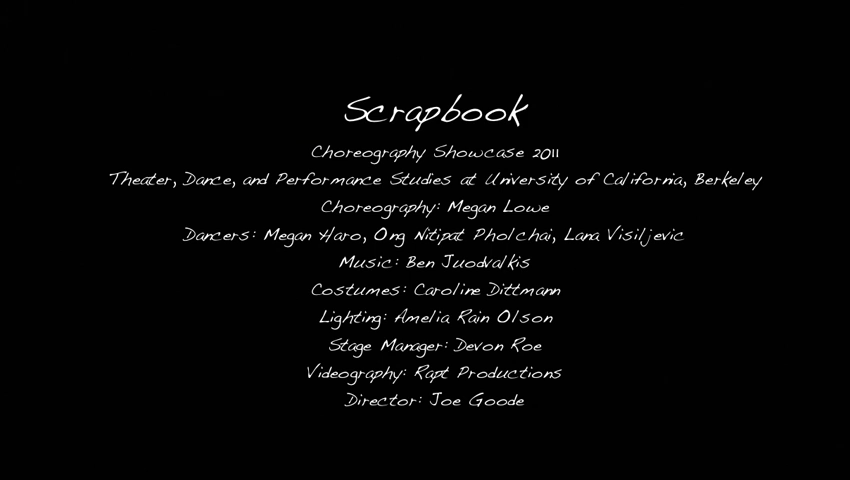 Scrapbook
Choreography Showcase 2011
Theater, Dance, and Performance Studies at University of California, Berkeley
Choreography: Megan Lowe
Dancers: Megan Haro, Ong Nitipat Pholchai, Lana Visiljevic
Music: Ben Juodvalkis
Costumes: Caroline Dittmann
Lighting: Amelia Rain Olson
Stage Manager: Devon Roe
Videography: Rapt Productions
Director: Joe Goode